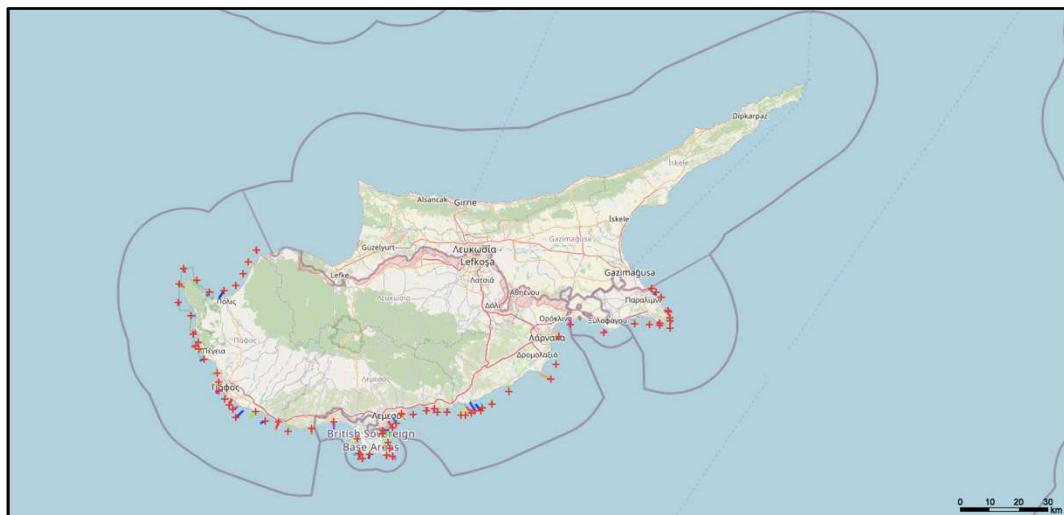 Dipkarpaz
İskele
Alsancak
Girne
İskele
Güzelyurt
Λευκωσία
Lefkoşa
Gazimağusa
Gazimağusa
Lefke
Λατσιά
Λευκωσία
Αθηένου
Δάλι
Παραλίμνι
Πόλις
Ορόκλινη
Ξυλοφάγου
Λάρνακα
Πάφος
Πέγεια
Δρομολαξιά
Πάφος
Λεμεσός
Λεμεσός
British Sovereign
Base Areas
0 10 20 30
km